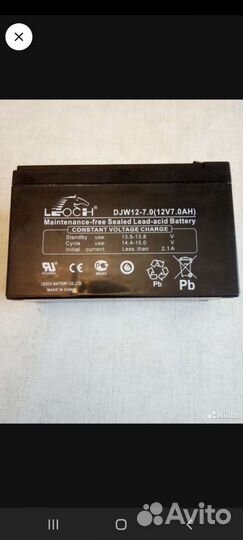 LEOCH
DJW12-7.0(12V7.0AH)
Maintenance-free Sealed Lead-acid Battery
CONSTANT VOLTAGE CHARGE
Standby use: 13.5-13.8 V
Cycle use: 14.4-15.0 V
Initial current: less than 2.1 A
LEOCH BATTERY CO.,LTD.
MADE IN CHINA
Pb
Pb
Avito
Avito